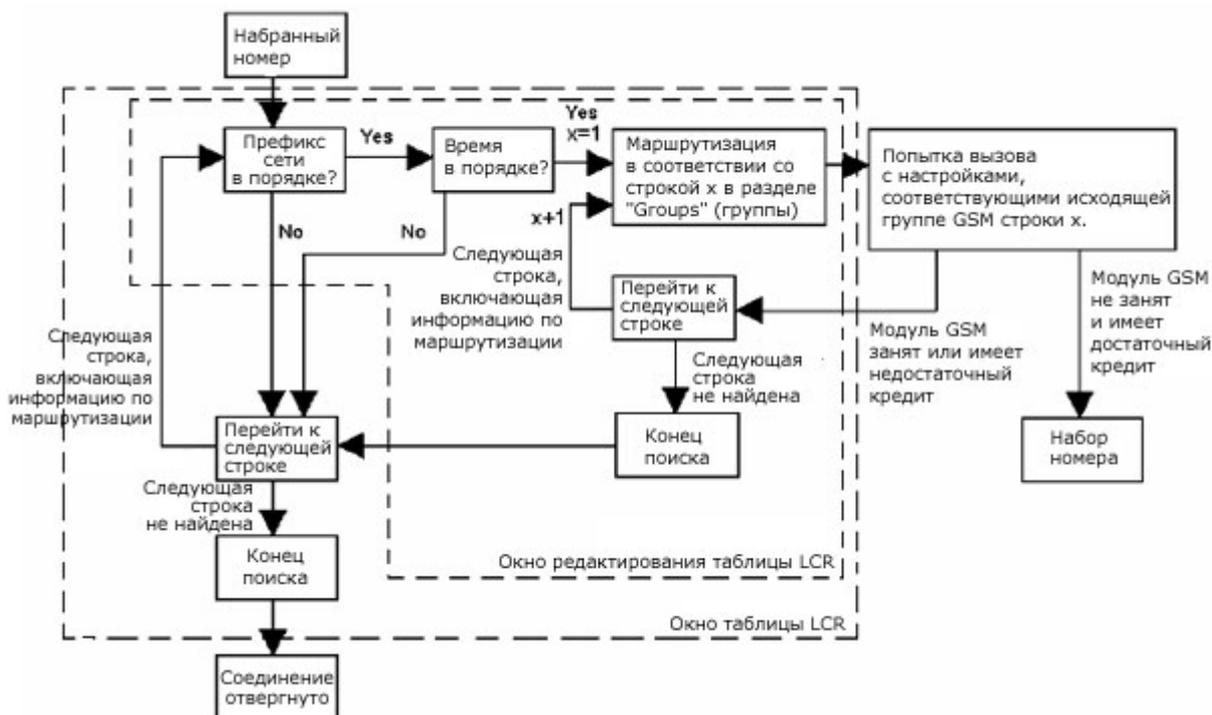 Набранный
номер
Префикс
сети
в порядке?
Yes
Время
в порядке?
Yes
x=1
Маршрутизация
в соответствии со
строкой x в разделе
"Groups" (группы)
Попытка вызова
с настройками,
соответствующими исходящей
группе GSM строки x.
No
No
x+1
Следующая
строка,
включающая
информацию по
маршрутизации
Перейти к
следующей
строке
Модуль GSM
занят или имеет
недостаточный
кредит
Модуль GSM
не занят
и имеет
достаточный
кредит
Следующая
строка,
включающая
информацию по
маршрутизации
Следующая
строка
не найдена
Перейти к
следующей
строке
Конец
поиска
Набор
номера
Следующая
строка
не найдена
Конец
поиска
Окно редактирования таблицы LCR
Окно таблицы LCR
Соединение
отвергнуто